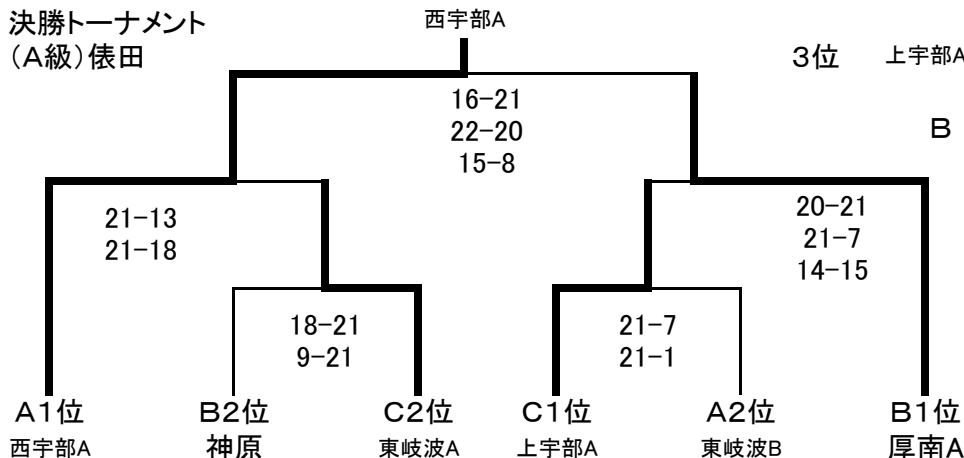 決勝トーナメント
(A級)俵田
西宇部A
3位 上宇部A
B
16-21
22-20
15-8
21-13
21-18
20-21
21-7
14-15
18-21
9-21
21-7
21-1
A1位 B2位 C2位 C1位 A2位 B1位
西宇部A 神原 東岐波A 上宇部A 東岐波B 厚南A